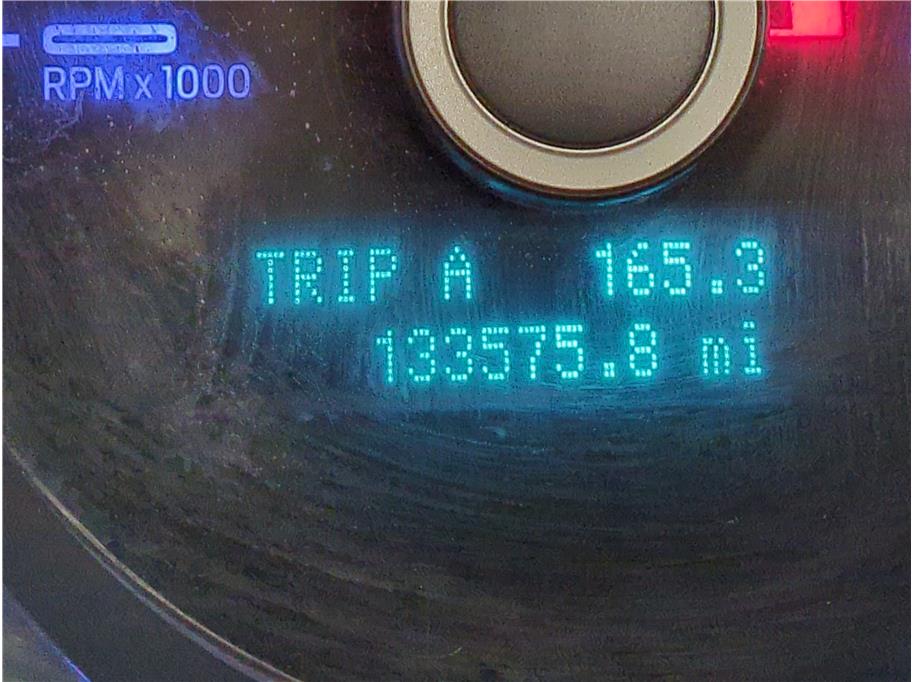 RPM x 1000
TRIP A 165.3
133575.8 mi